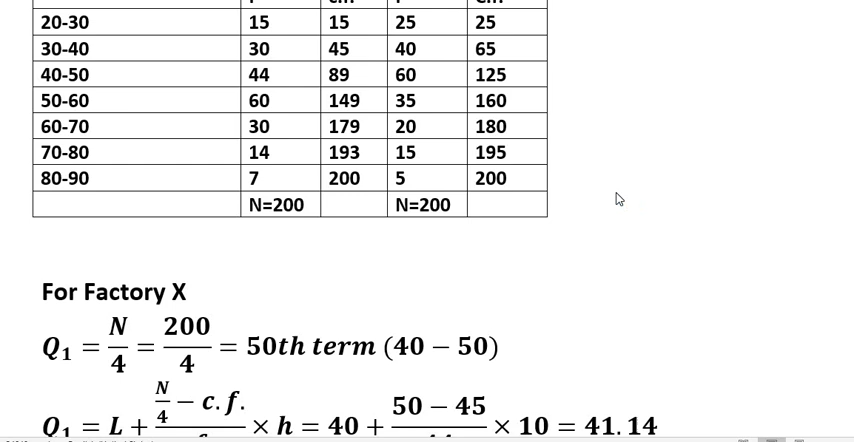 20-30 15 15 25 25
30-40 30 45 40 65
40-50 44 89 60 125
50-60 60 149 35 160
60-70 30 179 20 180
70-80 14 193 15 195
80-90 7 200 5 200
N=200 N=200
For Factory X
Q₁ = N/4 = 200/4 = 50th term (40 − 50)
Q₁ = L + N/4 − c.f. × h = 40 + 50 − 45 × 10 = 41.14